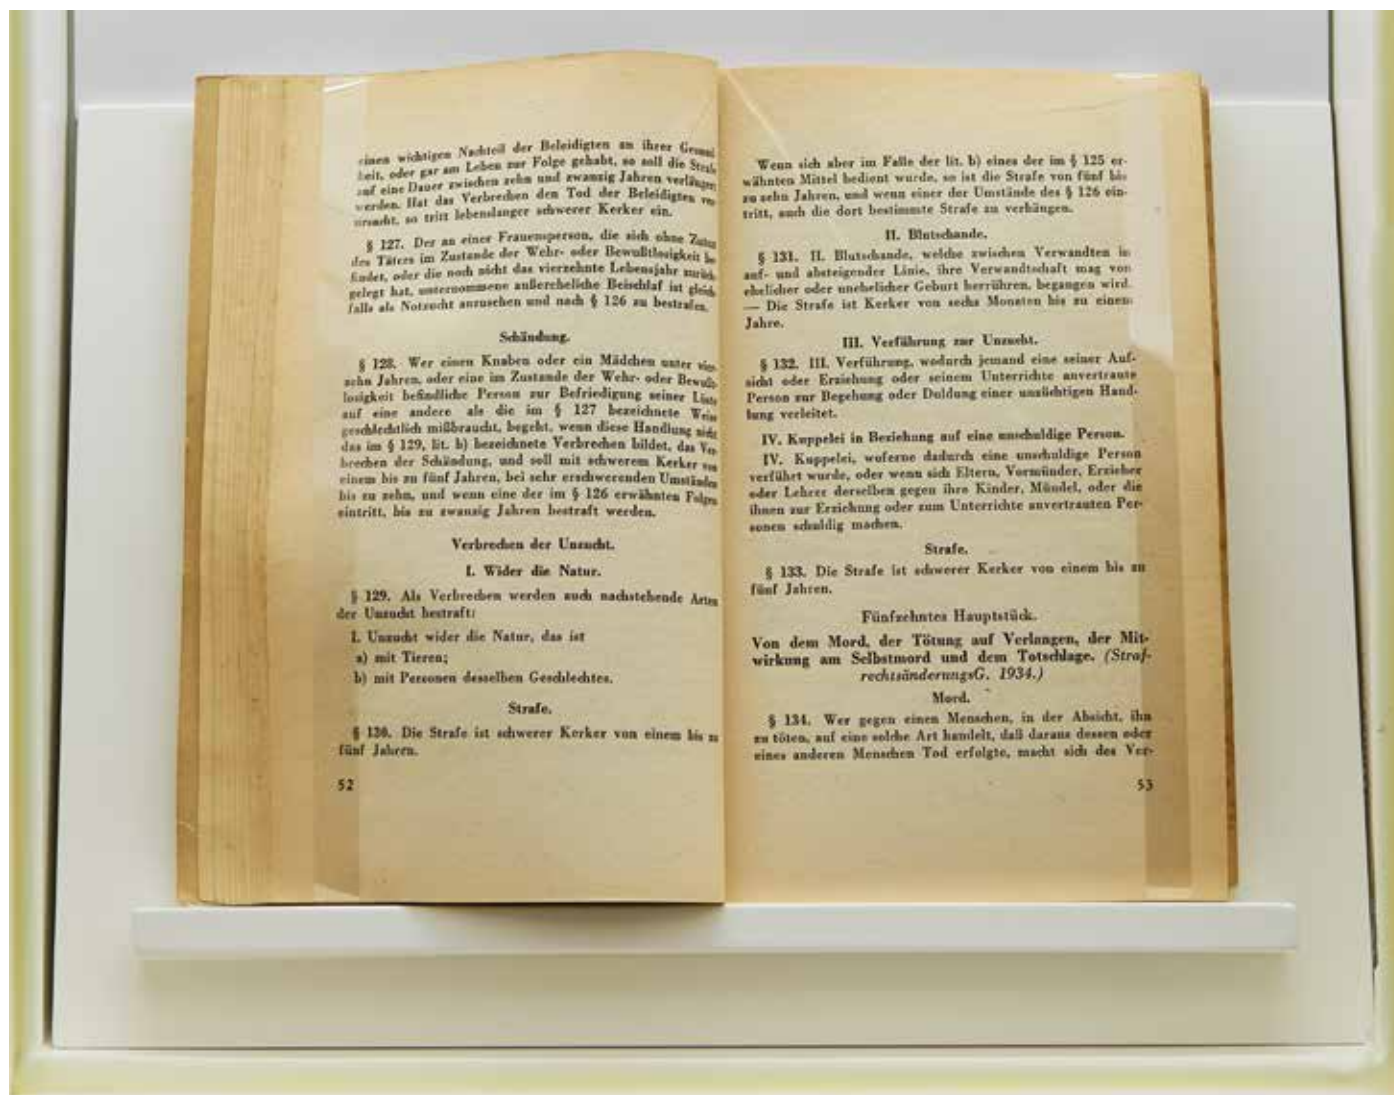 einen wichtigen Nachteil der Beleidigten an ihrer Gesund-
heit, oder gar am Leben zur Folge gehabt, so soll die Strafe
auf eine Dauer zwischen zehn und zwanzig Jahren verlängert
werden. Hat das Verbrechen den Tod der Beleidigten ver-
ursacht, so tritt lebenslanger schwerer Kerker ein.
§ 127. Der an einer Frauensperson, die sich ohne Zutun
des Täters im Zustande der Wehr- oder Bewußtlosigkeit be-
findet, oder die noch nicht das vierzehnte Lebensjahr zurück-
gelegt hat, unternommene außereheliche Beischlaf ist gleich-
falls als Notzucht anzusehen und nach § 126 zu bestrafen.
Schändung.
§ 128. Wer einen Knaben oder ein Mädchen unter vier-
zehn Jahren, oder eine im Zustande der Wehr- oder Bewußt-
losigkeit befindliche Person zur Befriedigung seiner Lüste
auf eine andere als die im § 127 bezeichnete Weise
geschlechtlich mißbraucht, begeht, wenn diese Handlung nicht
das im § 129, lit. b) bezeichnete Verbrechen bildet, das Ver-
brechen der Schändung, und soll mit schwerem Kerker von
einem bis zu fünf Jahren, bei sehr erschwerenden Umständen
bis zu zehn, und wenn eine der im § 126 erwähnten Folgen
eintritt, bis zu zwanzig Jahren bestraft werden.
Verbrechen der Unzucht.
I. Wider die Natur.
§ 129. Als Verbrechen werden auch nachstehende Arten
der Unzucht bestraft:
I. Unzucht wider die Natur, das ist
a) mit Tieren;
b) mit Personen desselben Geschlechtes.
Strafe.
§ 130. Die Strafe ist schwerer Kerker von einem bis zu
fünf Jahren.
52
Wenn sich aber im Falle der lit. b) eines der im § 125 er-
wähnten Mittel bedient wurde, so ist die Strafe von fünf bis
zu zehn Jahren, und wenn einer der Umstände des § 126 ein-
tritt, auch die dort bestimmte Strafe zu verhängen.
II. Blutschande.
§ 131. II. Blutschande, welche zwischen Verwandten in
auf- und absteigender Linie, ihre Verwandtschaft mag von
ehelicher oder unehelicher Geburt herrühren, begangen wird.
— Die Strafe ist Kerker von sechs Monaten bis zu einem
Jahre.
III. Verführung zur Unzucht.
§ 132. III. Verführung, wodurch jemand eine seiner Auf-
sicht oder Erziehung oder seinem Unterrichte anvertraute
Person zur Begehung oder Duldung einer unzüchtigen Hand-
lung verleitet.
IV. Kuppelei in Beziehung auf eine unschuldige Person.
IV. Kuppelei, woferne dadurch eine unschuldige Person
verführt wurde, oder wenn sich Eltern, Vormünder, Erzieher
oder Lehrer derselben gegen ihre Kinder, Mündel, oder die
ihnen zur Erziehung oder zum Unterrichte anvertrauten Per-
sonen schuldig machen.
Strafe.
§ 133. Die Strafe ist schwerer Kerker von einem bis zu
fünf Jahren.
Fünfzehntes Hauptstück.
Von dem Mord, der Tötung auf Verlangen, der Mit-
wirkung am Selbstmord und dem Totschlage. (Straf-
rechtsänderungsG. 1934.)
Mord.
§ 134. Wer gegen einen Menschen, in der Absicht, ihn
zu töten, auf eine solche Art handelt, daß daraus dessen oder
eines anderen Menschen Tod erfolgte, macht sich des Ver-
53